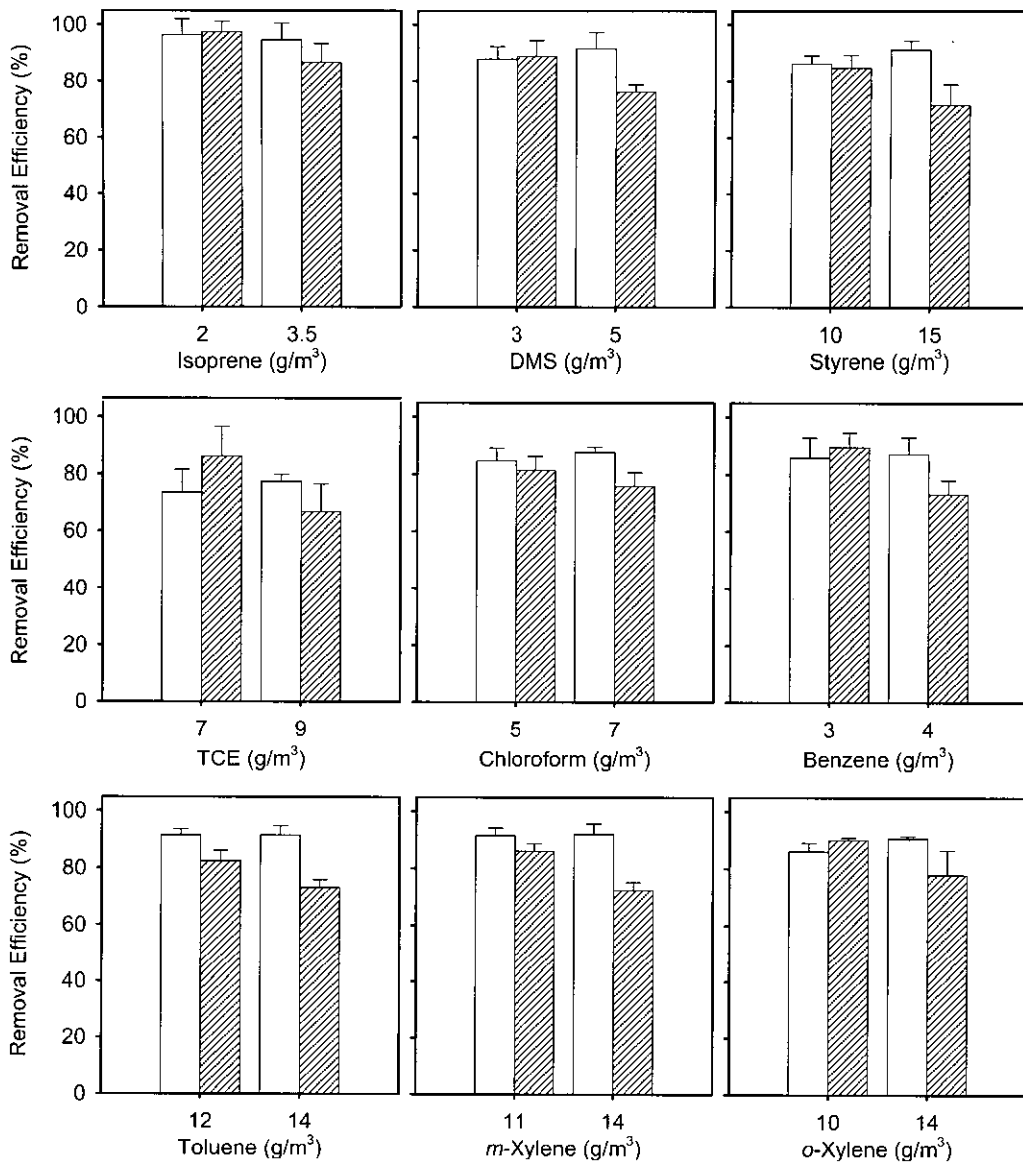 Removal Efficiency (%)
100
80
60
40
20
0
2 3.5
Isoprene (g/m³)
3 5
DMS (g/m³)
10 15
Styrene (g/m³)
Removal Efficiency (%)
100
80
60
40
20
0
7 9
TCE (g/m³)
5 7
Chloroform (g/m³)
3 4
Benzene (g/m³)
Removal Efficiency (%)
100
80
60
40
20
0
12 14
Toluene (g/m³)
11 14
m-Xylene (g/m³)
10 14
o-Xylene (g/m³)